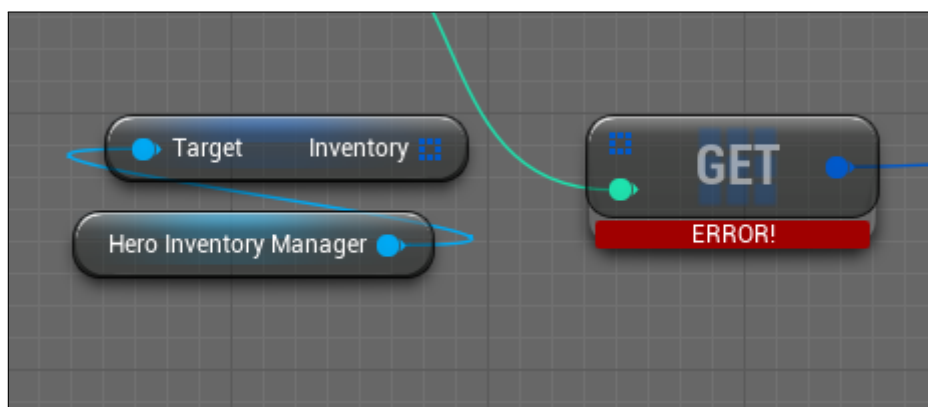 Target Inventory
Hero Inventory Manager
GET
ERROR!